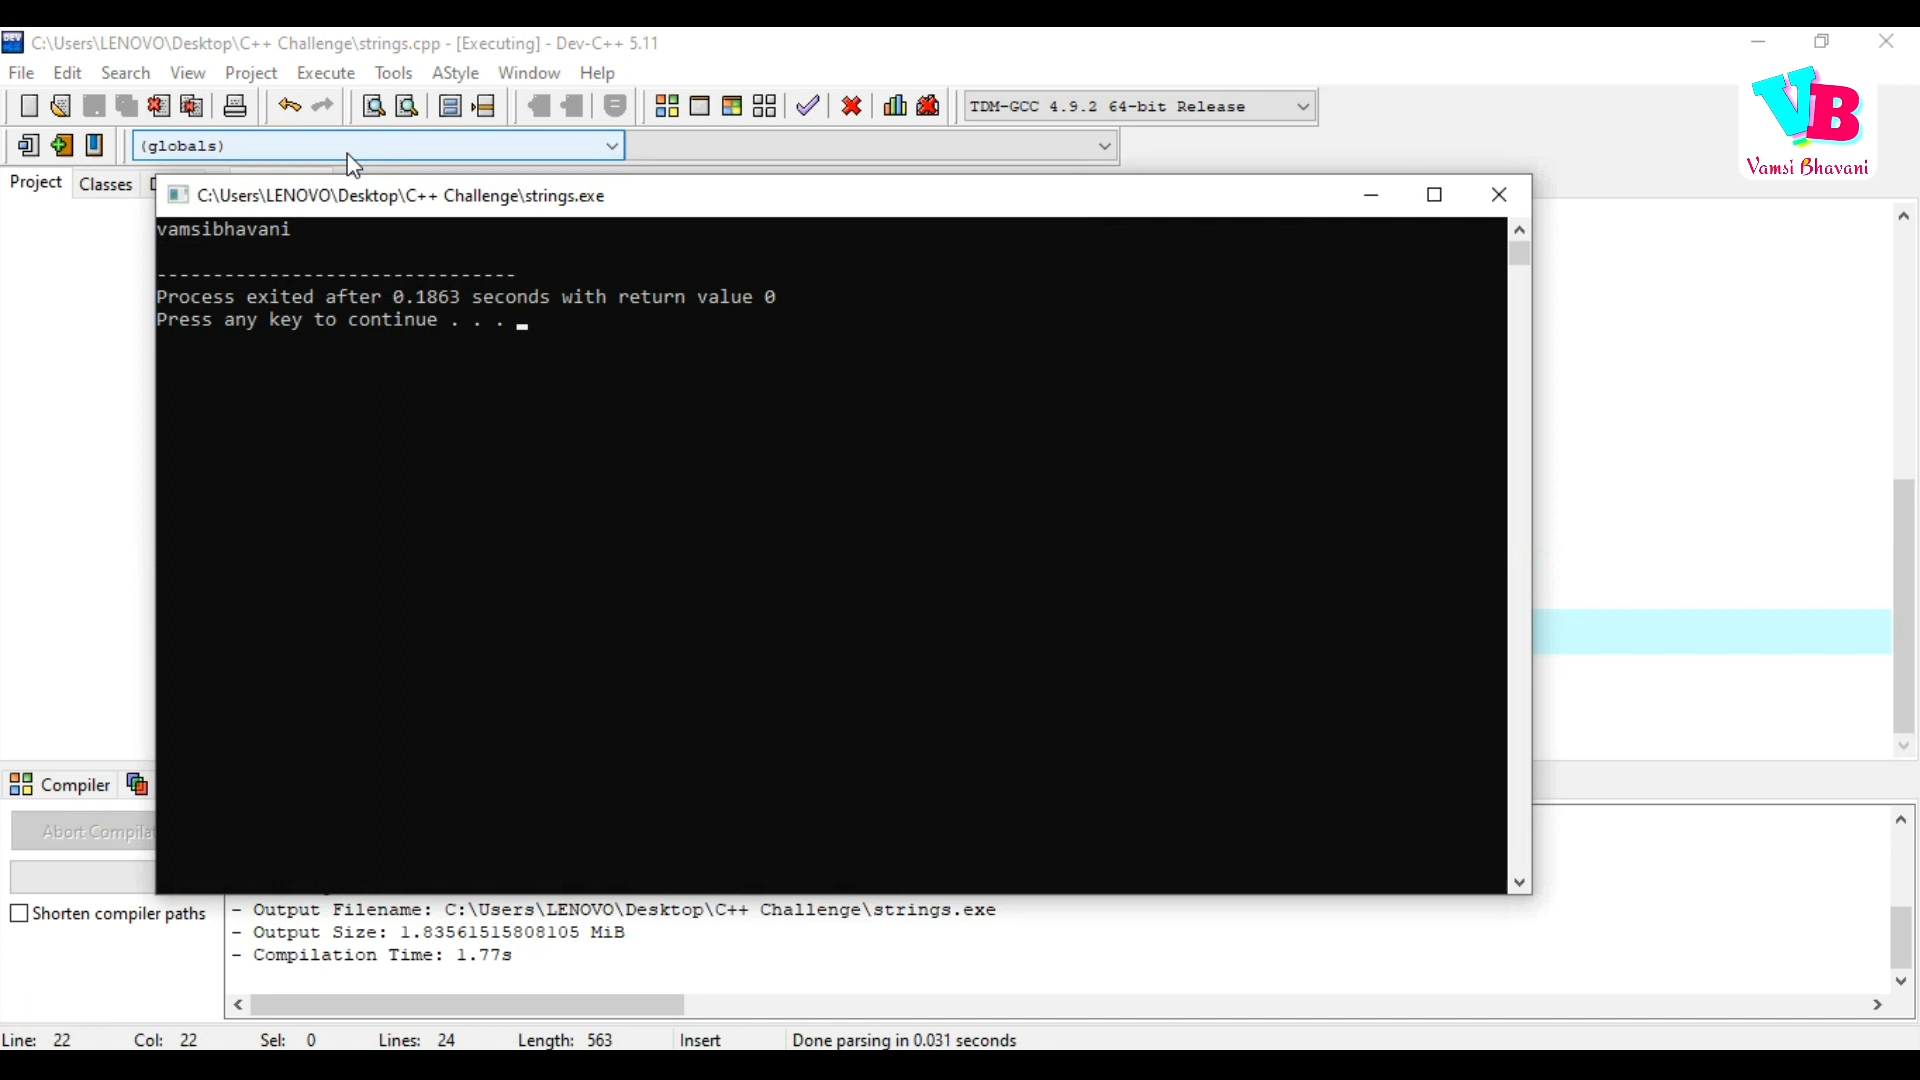 C:\Users\LENOVO\Desktop\C++ Challenge\strings.cpp - [Executing] - Dev-C++ 5.11
File Edit Search View Project Execute Tools AStyle Window Help
TDM-GCC 4.9.2 64-bit Release
VB
Vamsi Bhavani
(globals)
Project Classes
C:\Users\LENOVO\Desktop\C++ Challenge\strings.exe
vamsibhavani
--------------------------------
Process exited after 0.1863 seconds with return value 0
Press any key to continue . . .
Compiler
Abort Compilat
Shorten compiler paths
- Output Filename: C:\Users\LENOVO\Desktop\C++ Challenge\strings.exe
- Output Size: 1.83561515808105 MiB
- Compilation Time: 1.77s
Line: 22 Col: 22 Sel: 0 Lines: 24 Length: 563 Insert Done parsing in 0.031 seconds